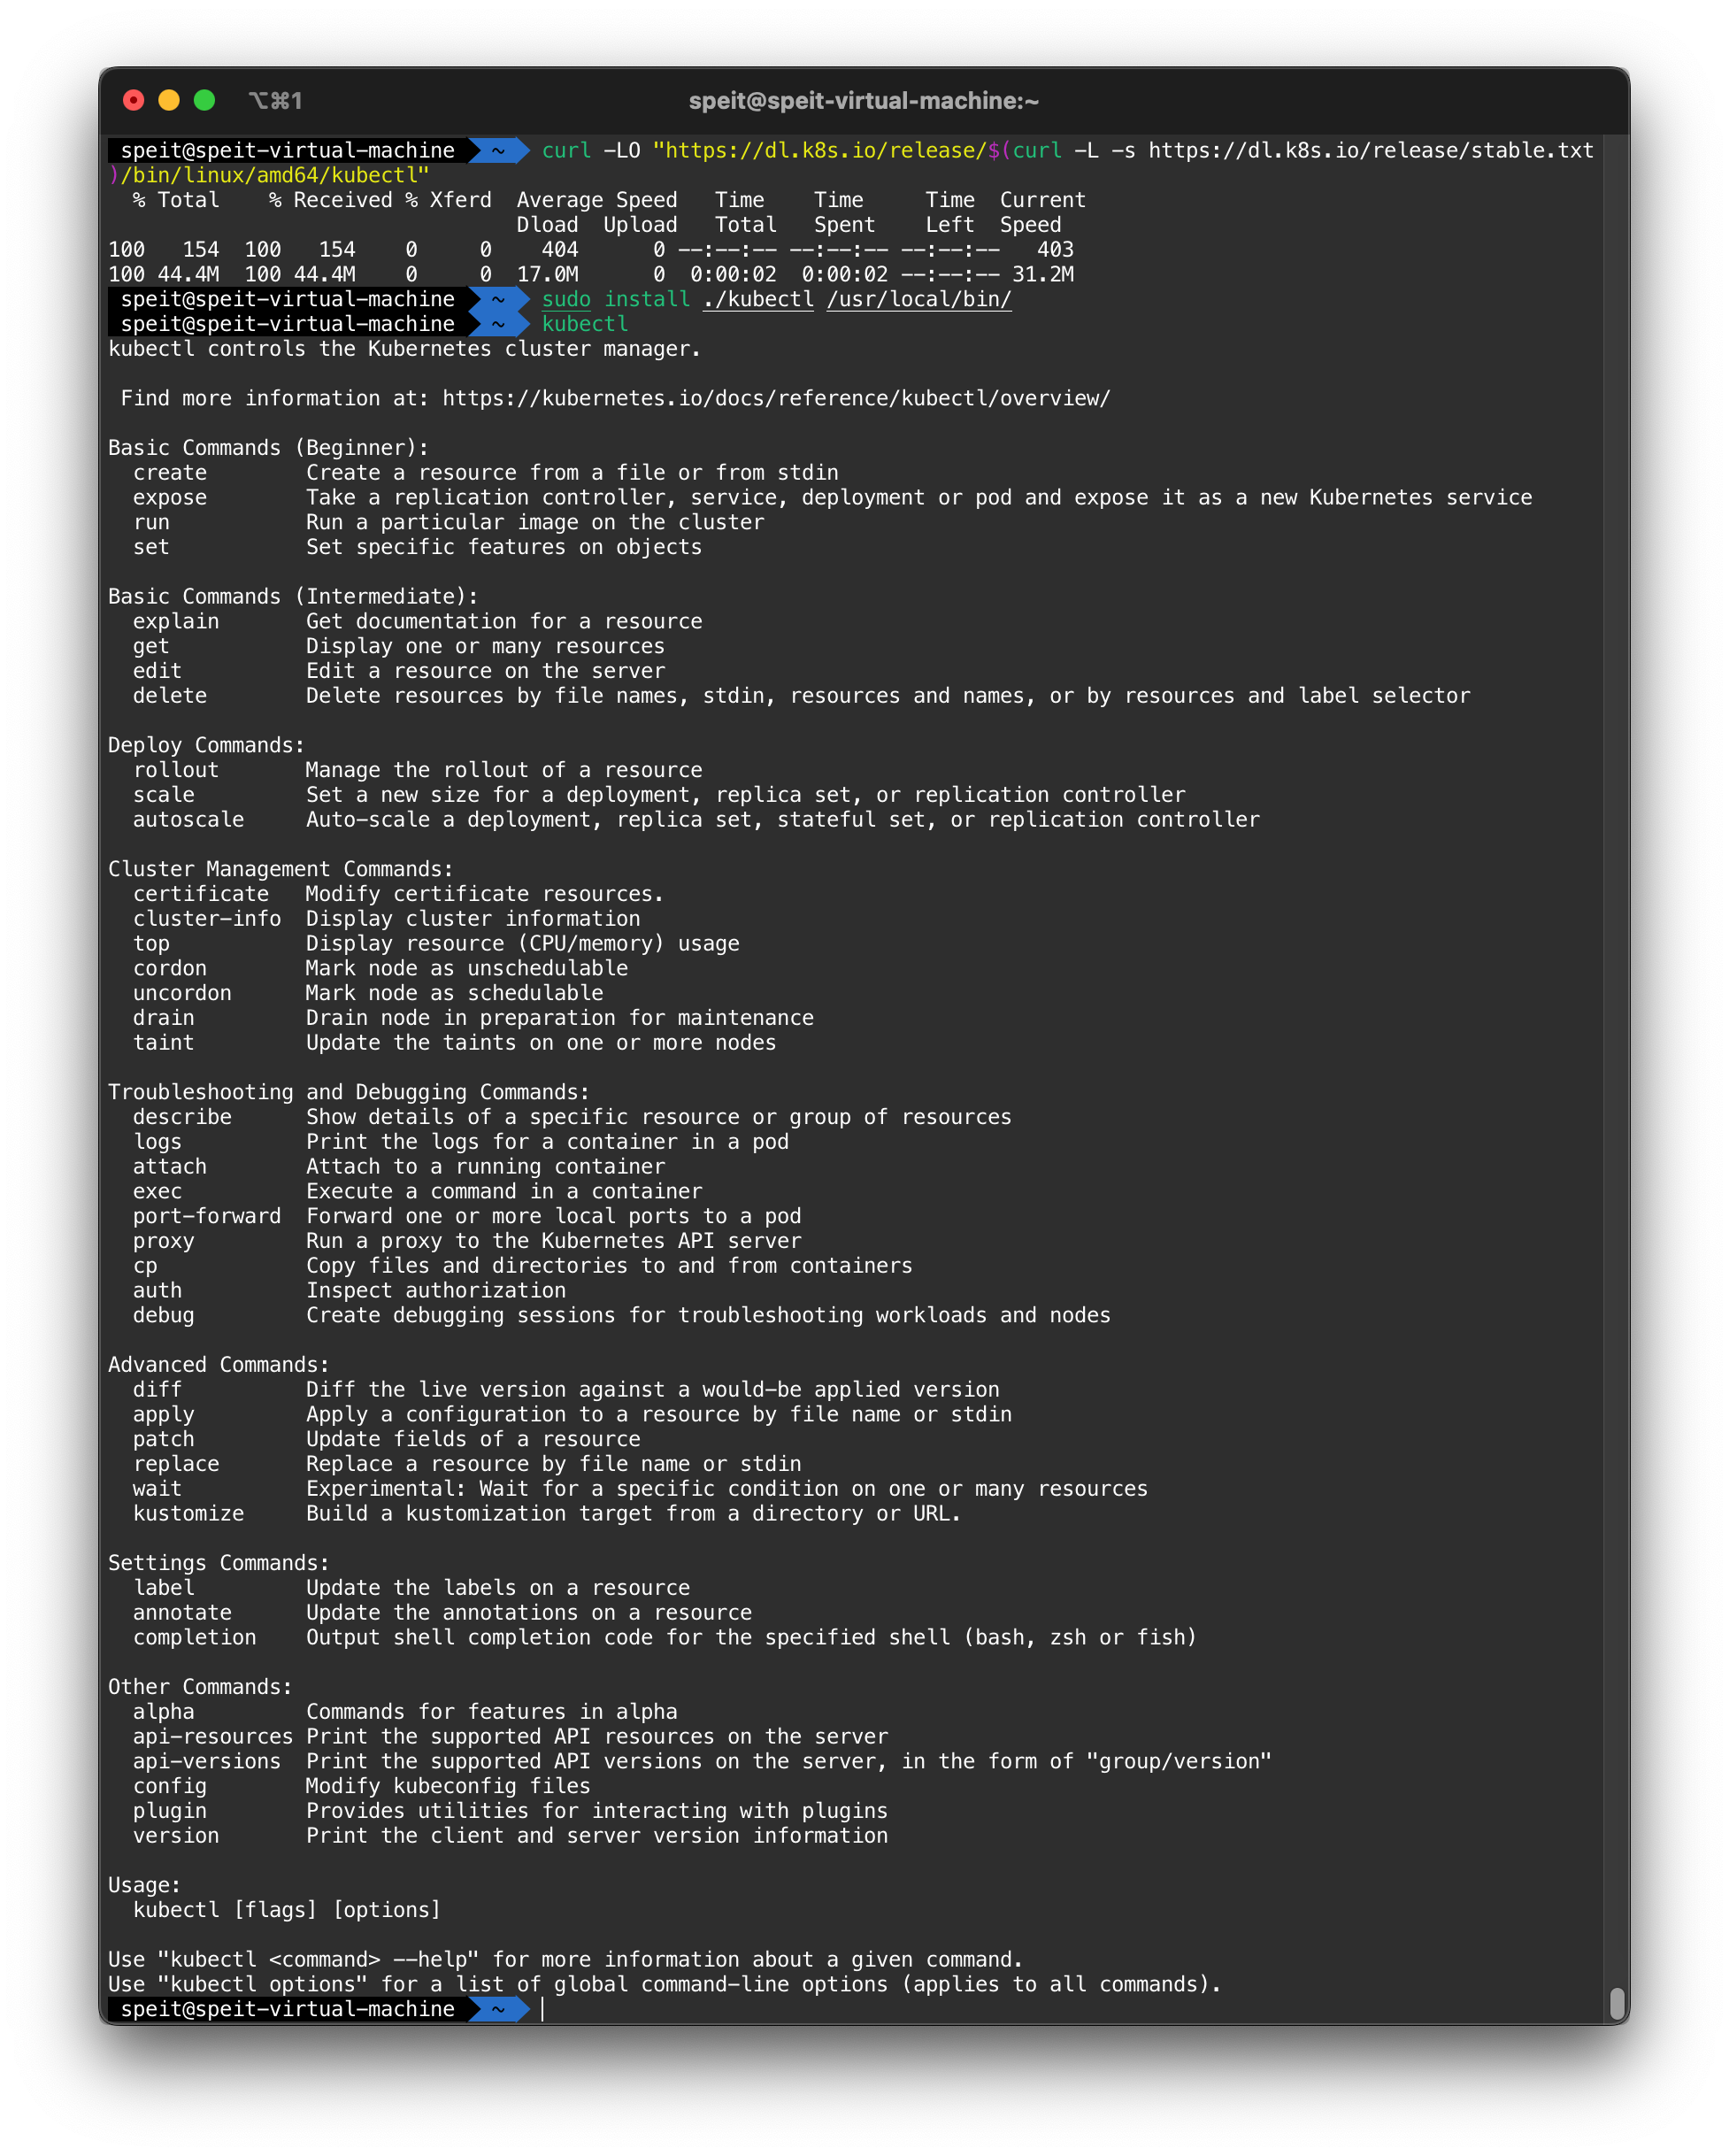 ⌥⌘1 speit@speit-virtual-machine:~
speit@speit-virtual-machine ~ curl -LO "https://dl.k8s.io/release/$(curl -L -s https://dl.k8s.io/release/stable.txt
)/bin/linux/amd64/kubectl"
% Total % Received % Xferd Average Speed Time Time Time Current
Dload Upload Total Spent Left Speed
100 154 100 154 0 0 404 0 --:--:-- --:--:-- --:--:-- 403
100 44.4M 100 44.4M 0 0 17.0M 0 0:00:02 0:00:02 --:--:-- 31.2M
speit@speit-virtual-machine ~ sudo install ./kubectl /usr/local/bin/
speit@speit-virtual-machine ~ kubectl
kubectl controls the Kubernetes cluster manager.
Find more information at: https://kubernetes.io/docs/reference/kubectl/overview/
Basic Commands (Beginner):
create Create a resource from a file or from stdin
expose Take a replication controller, service, deployment or pod and expose it as a new Kubernetes service
run Run a particular image on the cluster
set Set specific features on objects
Basic Commands (Intermediate):
explain Get documentation for a resource
get Display one or many resources
edit Edit a resource on the server
delete Delete resources by file names, stdin, resources and names, or by resources and label selector
Deploy Commands:
rollout Manage the rollout of a resource
scale Set a new size for a deployment, replica set, or replication controller
autoscale Auto-scale a deployment, replica set, stateful set, or replication controller
Cluster Management Commands:
certificate Modify certificate resources.
cluster-info Display cluster information
top Display resource (CPU/memory) usage
cordon Mark node as unschedulable
uncordon Mark node as schedulable
drain Drain node in preparation for maintenance
taint Update the taints on one or more nodes
Troubleshooting and Debugging Commands:
describe Show details of a specific resource or group of resources
logs Print the logs for a container in a pod
attach Attach to a running container
exec Execute a command in a container
port-forward Forward one or more local ports to a pod
proxy Run a proxy to the Kubernetes API server
cp Copy files and directories to and from containers
auth Inspect authorization
debug Create debugging sessions for troubleshooting workloads and nodes
Advanced Commands:
diff Diff the live version against a would-be applied version
apply Apply a configuration to a resource by file name or stdin
patch Update fields of a resource
replace Replace a resource by file name or stdin
wait Experimental: Wait for a specific condition on one or many resources
kustomize Build a kustomization target from a directory or URL.
Settings Commands:
label Update the labels on a resource
annotate Update the annotations on a resource
completion Output shell completion code for the specified shell (bash, zsh or fish)
Other Commands:
alpha Commands for features in alpha
api-resources Print the supported API resources on the server
api-versions Print the supported API versions on the server, in the form of "group/version"
config Modify kubeconfig files
plugin Provides utilities for interacting with plugins
version Print the client and server version information
Usage:
kubectl [flags] [options]
Use "kubectl <command> --help" for more information about a given command.
Use "kubectl options" for a list of global command-line options (applies to all commands).
speit@speit-virtual-machine ~